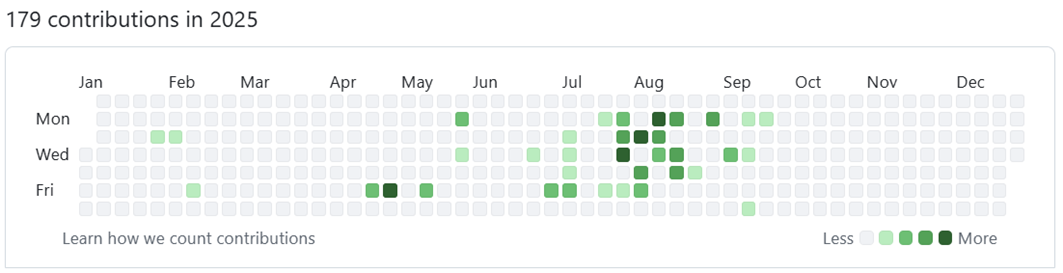 179 contributions in 2025
Jan Feb Mar Apr May Jun Jul Aug Sep Oct Nov Dec
Mon
Wed
Fri
Learn how we count contributions Less More